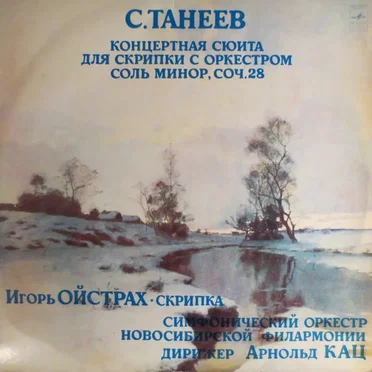 С.ТАНЕЕВ
КОНЦЕРТНАЯ СЮИТА
ДЛЯ СКРИПКИ С ОРКЕСТРОМ
СОЛЬ МИНОР, СОЧ.28
ИГОРЬ ОЙСТРАХ · СКРИПКА
СИМФОНИЧЕСКИЙ ОРКЕСТР
НОВОСИБИРСКОЙ ФИЛАРМОНИИ
ДИРИЖЕР АРНОЛЬД КАЦ